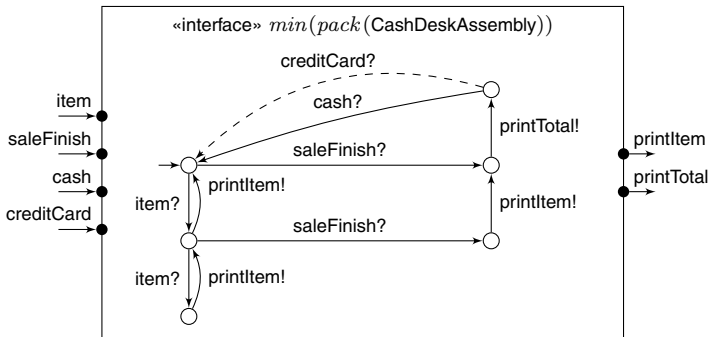 «interface» min(pack(CashDeskAssembly))
creditCard?
item
cash?
saleFinish
printTotal!
printItem
saleFinish?
cash
printTotal
printItem!
item?
printItem!
creditCard
saleFinish?
item?
printItem!